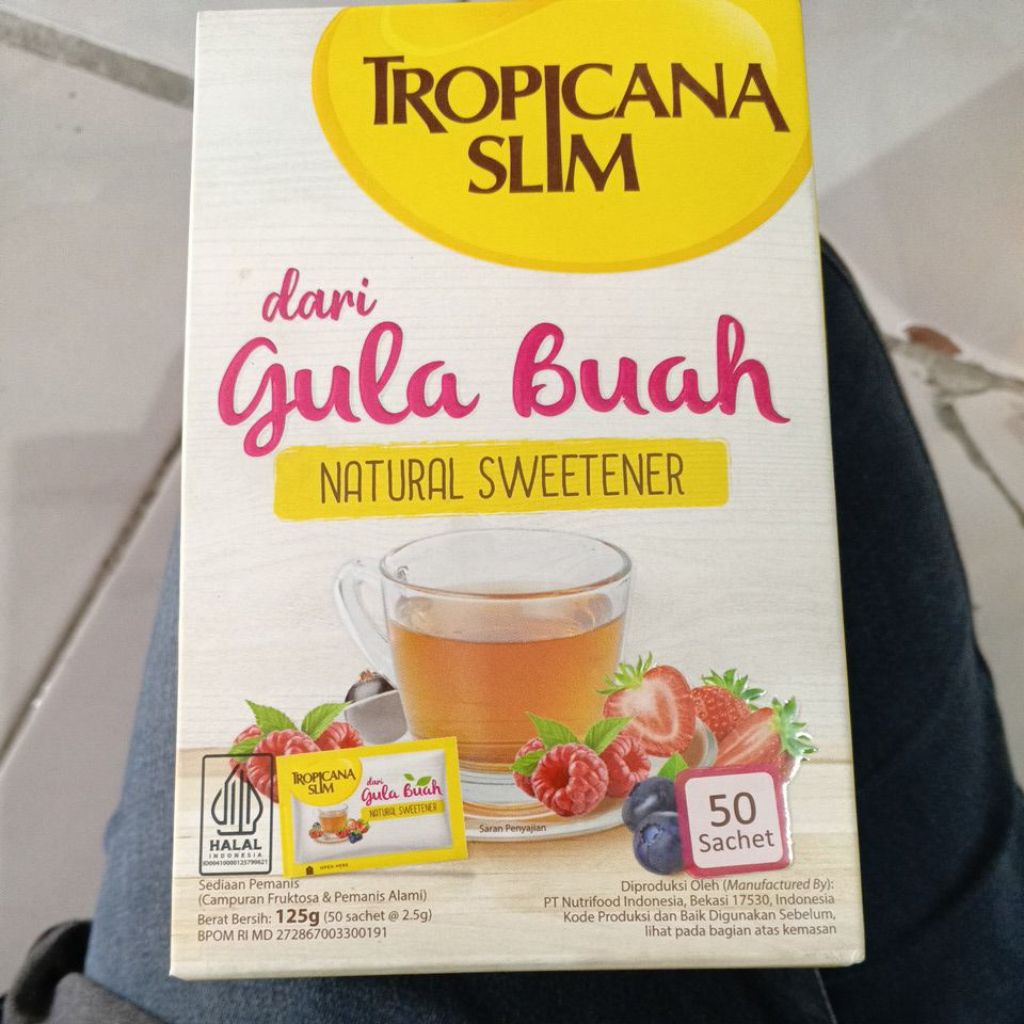 TROPICANA
SLIM
dari
Gula Buah
NATURAL SWEETENER
TROPICANA
SLIM
dari
Gula Buah
NATURAL SWEETENER
OPEN HERE
Saran Penyajian
50
Sachet
HALAL
INDONESIA
ID00410000125790621
Sediaan Pemanis
(Campuran Fruktosa & Pemanis Alami)
Berat Bersih: 125g (50 sachet @ 2.5g)
BPOM RI MD 272867003300191
Diproduksi Oleh (Manufactured By):
PT Nutrifood Indonesia, Bekasi 17530, Indonesia
Kode Produksi dan Baik Digunakan Sebelum,
lihat pada bagian atas kemasan